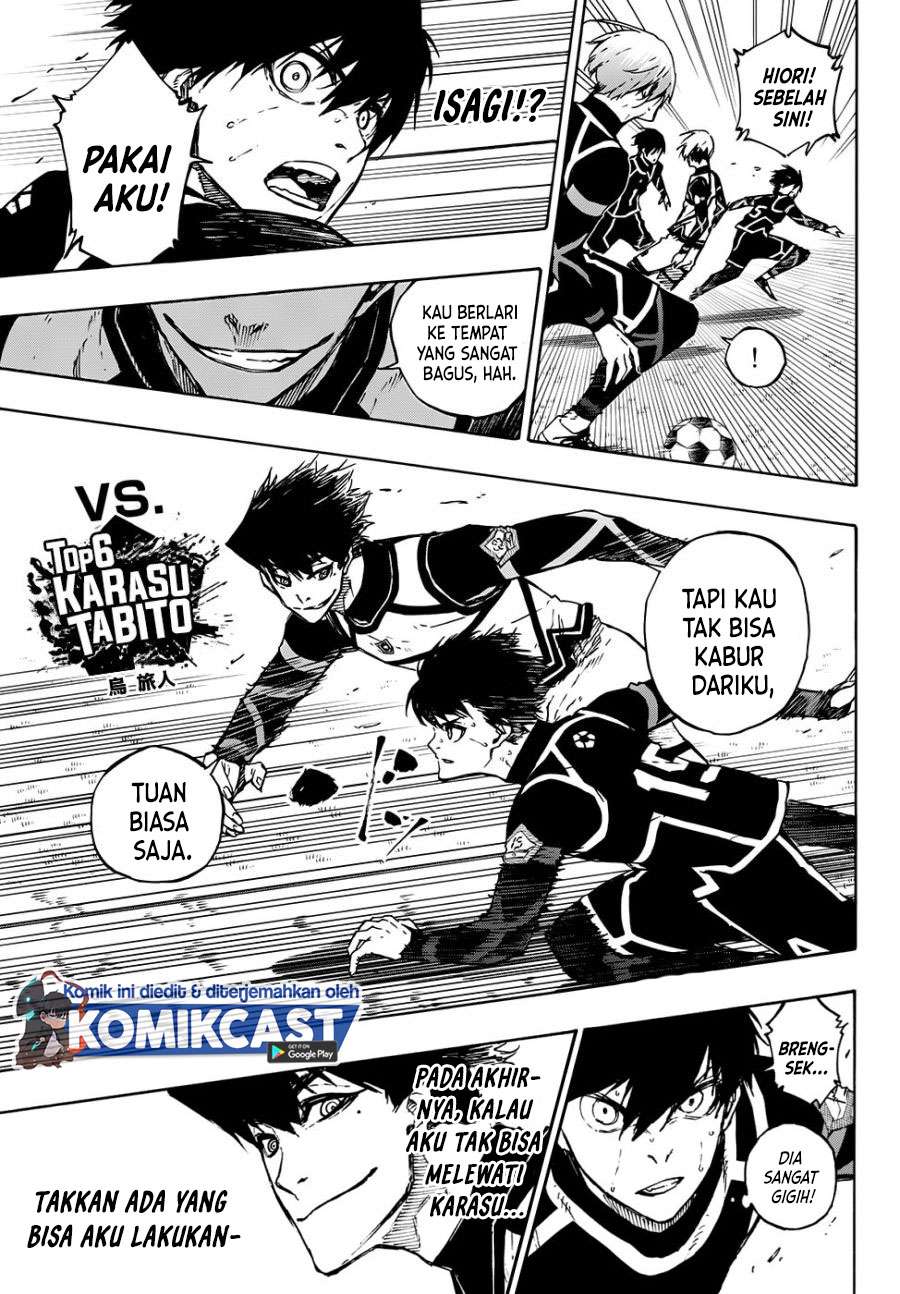 HIORI!
SEBELAH
SINI!
!
ISAGI!?
PAKAI
AKU!
KAU BERLARI
KE TEMPAT
YANG SANGAT
BAGUS, HAH.
VS.
TOP6
KARASU
TABITO
烏 旅人
TAPI KAU
TAK BISA
KABUR
DARIKU,
TUAN
BIASA
SAJA.
15
Komik ini diedit & diterjemahkan oleh
KOMIKCAST
GET IT ON
Google Play
BRENG-
SEK...
DIA
SANGAT
GIGIH!
PADA AKHIR-
NYA, KALAU
AKU TAK BISA
MELEWATI
KARASU...
TAKKAN ADA YANG
BISA AKU LAKUKAN-